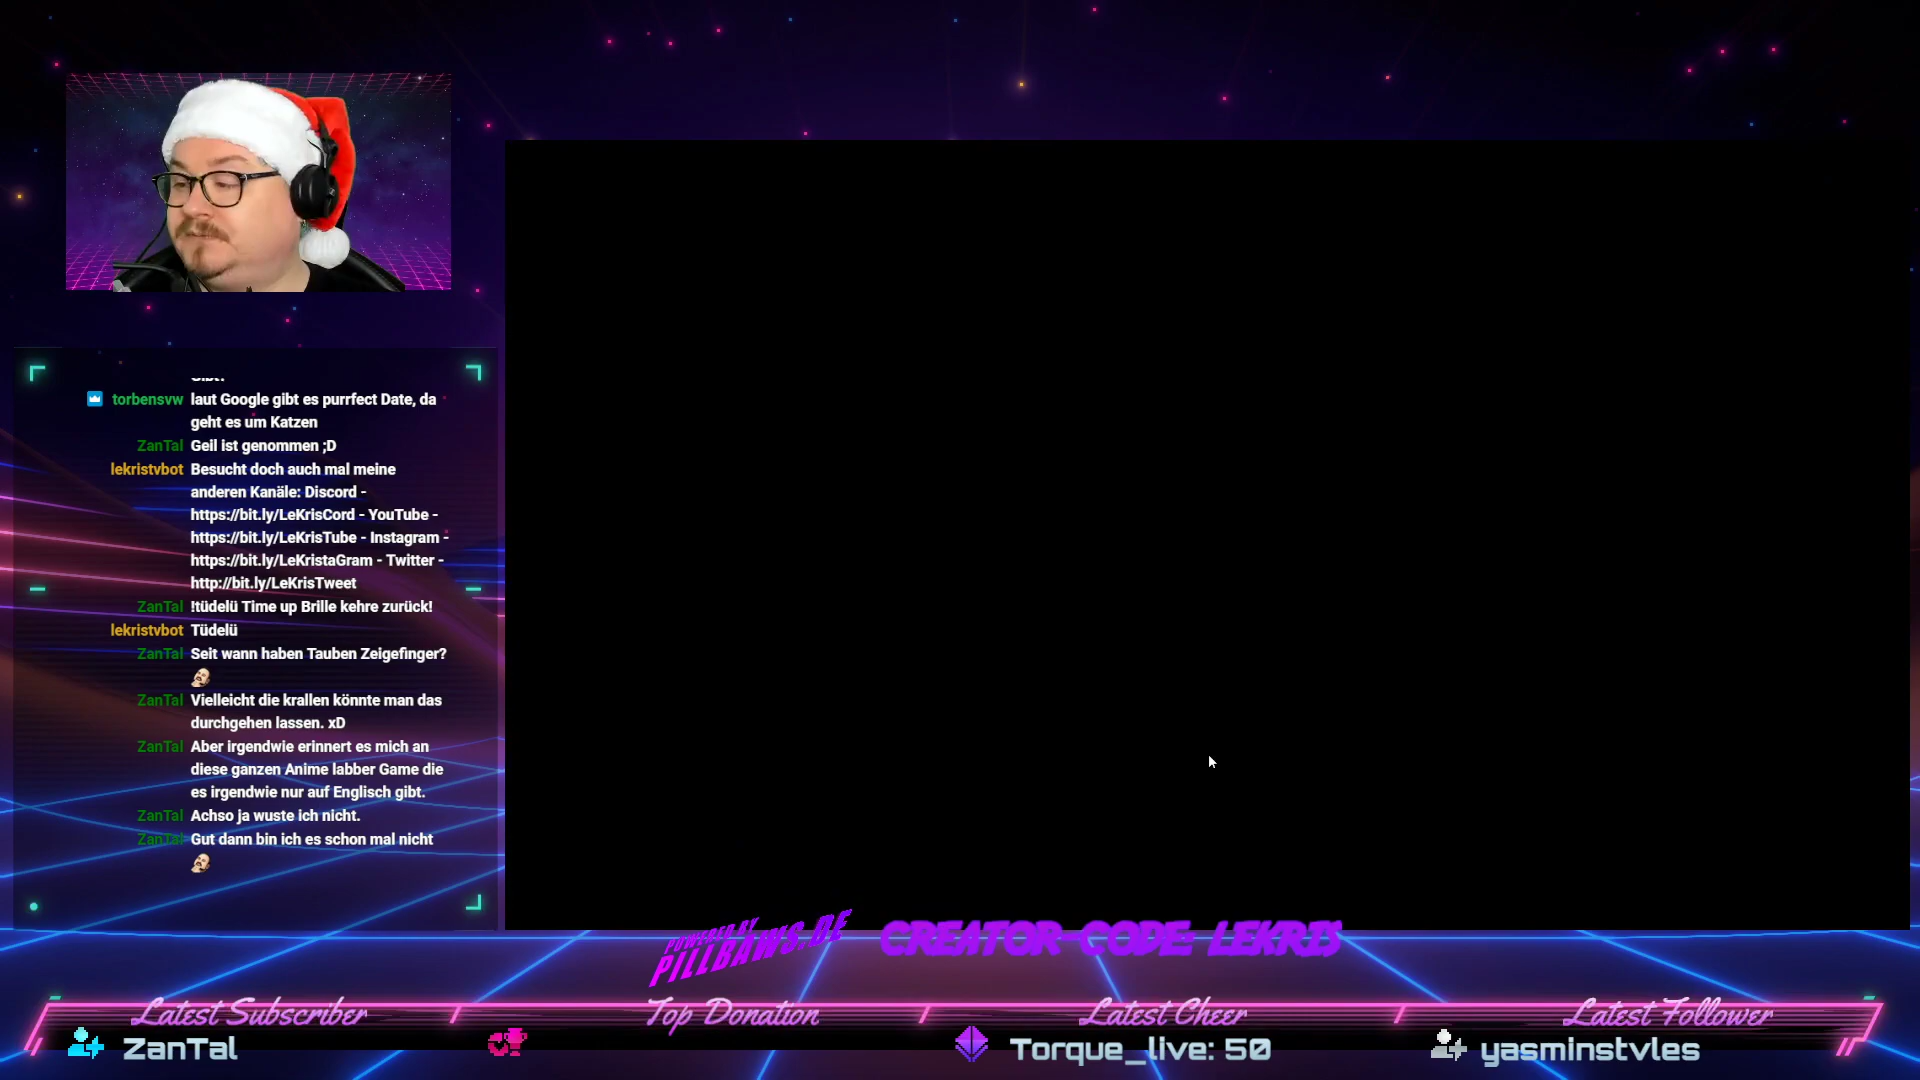 torbensvw laut Google gibt es purrfect Date, da
geht es um Katzen
ZanTal Geil ist genommen ;D
lekristvbot Besucht doch auch mal meine
anderen Kanäle: Discord -
https://bit.ly/LeKrisCord - YouTube -
https://bit.ly/LeKrisTube - Instagram -
https://bit.ly/LeKristaGram - Twitter -
http://bit.ly/LeKrisTweet
ZanTal !tüdelü Time up Brille kehre zurück!
lekristvbot Tüdelü
ZanTal Seit wann haben Tauben Zeigefinger?
ZanTal Vielleicht die krallen könnte man das
durchgehen lassen. xD
ZanTal Aber irgendwie erinnert es mich an
diese ganzen Anime labber Game die
es irgendwie nur auf Englisch gibt.
ZanTal Achso ja wuste ich nicht.
ZanTal Gut dann bin ich es schon mal nicht
POWERED BY
PILLBAWS.DE
CREATOR-CODE: LEKRIS
Latest Subscriber
ZanTal
Top Donation
Latest Cheer
Torque_live: 50
Latest Follower
yasminstvles